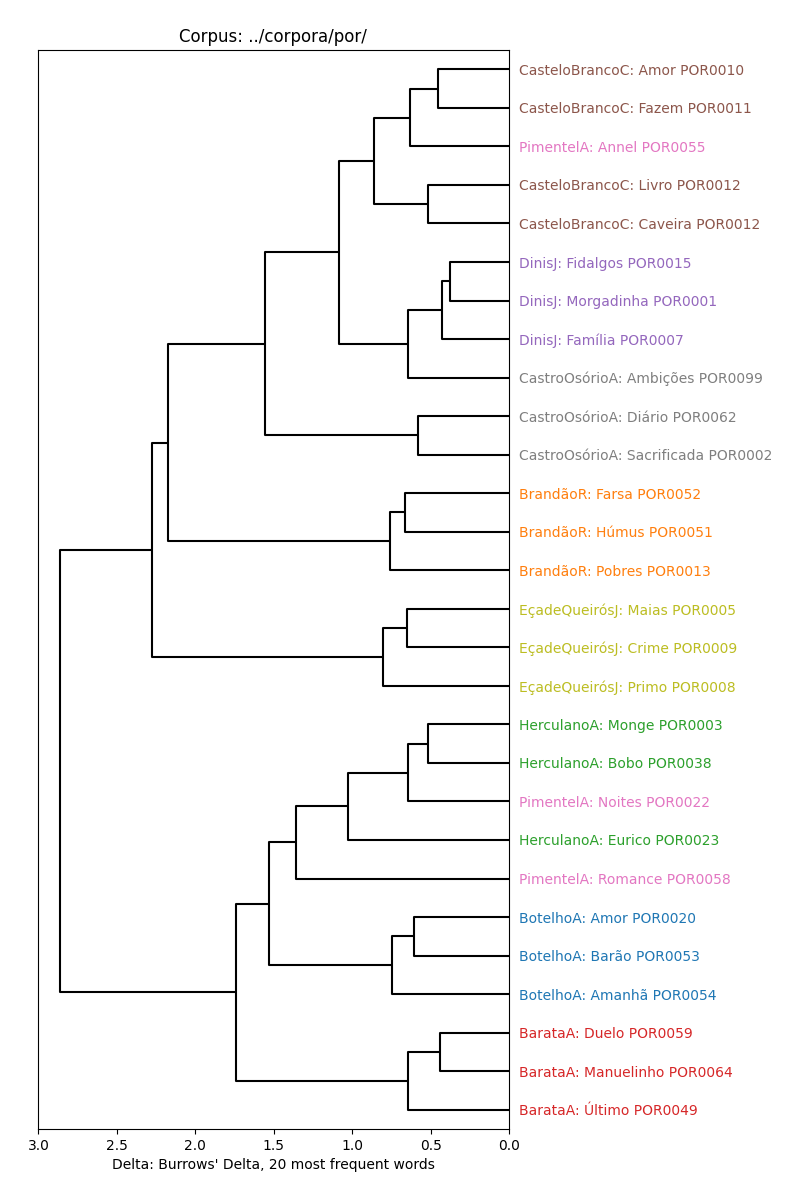 Corpus: ../corpora/por/
CasteloBrancoC: Amor POR0010
CasteloBrancoC: Fazem POR0011
PimentelA: Annel POR0055
CasteloBrancoC: Livro POR0012
CasteloBrancoC: Caveira POR0012
DinisJ: Fidalgos POR0015
DinisJ: Morgadinha POR0001
DinisJ: Família POR0007
CastroOsórioA: Ambições POR0099
CastroOsórioA: Diário POR0062
CastroOsórioA: Sacrificada POR0002
BrandãoR: Farsa POR0052
BrandãoR: Húmus POR0051
BrandãoR: Pobres POR0013
EçadeQueirósJ: Maias POR0005
EçadeQueirósJ: Crime POR0009
EçadeQueirósJ: Primo POR0008
HerculanoA: Monge POR0003
HerculanoA: Bobo POR0038
PimentelA: Noites POR0022
HerculanoA: Eurico POR0023
PimentelA: Romance POR0058
BotelhoA: Amor POR0020
BotelhoA: Barão POR0053
BotelhoA: Amanhã POR0054
BarataA: Duelo POR0059
BarataA: Manuelinho POR0064
BarataA: Último POR0049
3.0 2.5 2.0 1.5 1.0 0.5 0.0
Delta: Burrows' Delta, 20 most frequent words